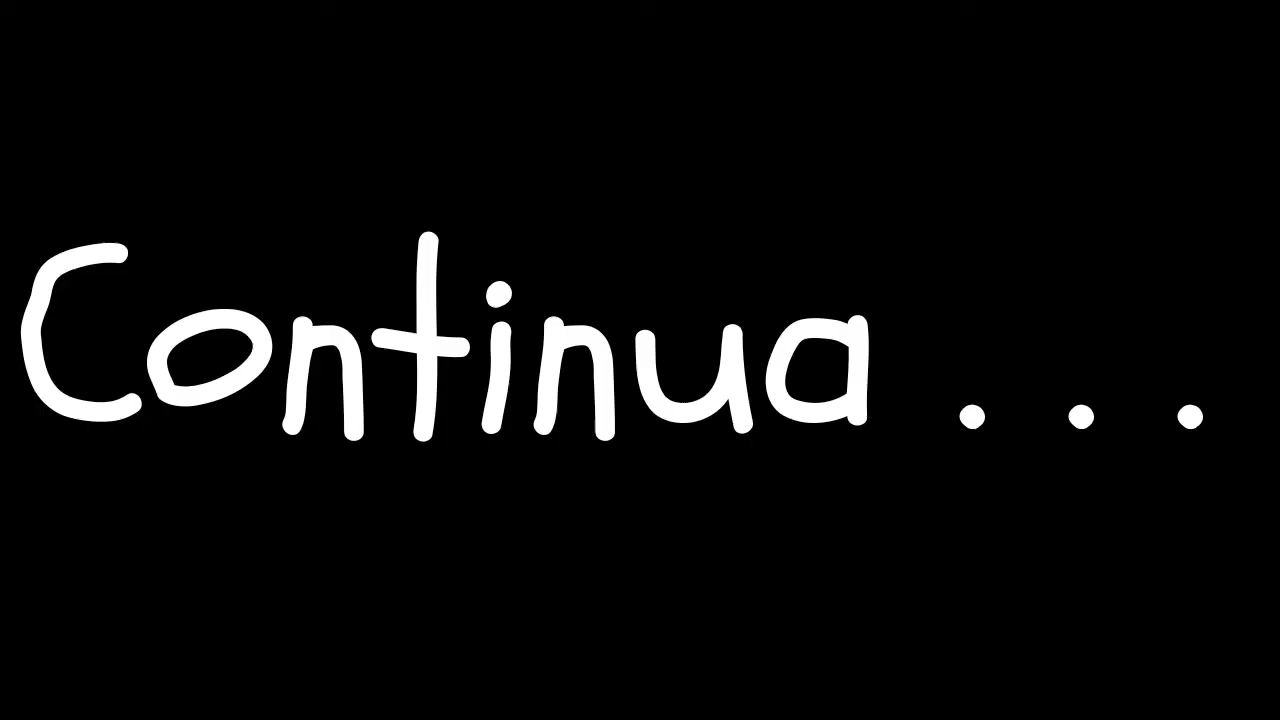 Continua . . .